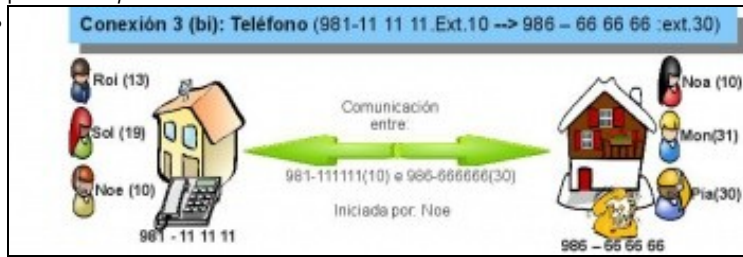 Conexión 3 (bi): Teléfono (981-11 11 11.Ext.10 --> 986 – 66 66 66 :ext.30)
Roi (13)
Sol (19)
Noe (10)
981 - 11 11 11
Comunicación
entre:
981-111111(10) e 986-666666(30)
Iniciada por: Noe
Noa (10)
Mon(31)
Pía(30)
986 – 66 66 66